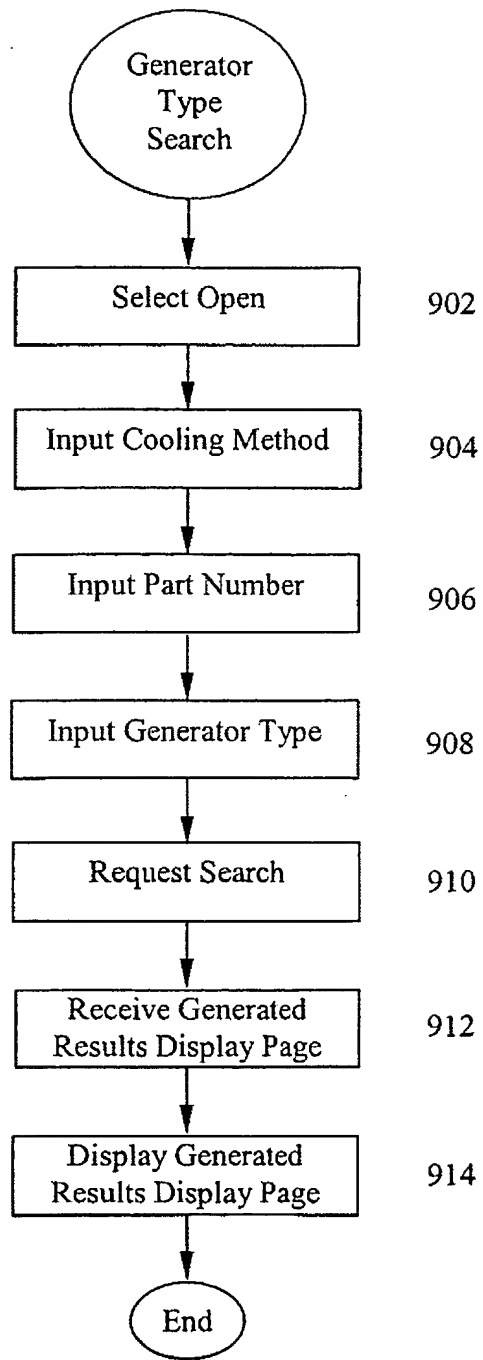 Generator
Type
Search
Select Open
902
Input Cooling Method
904
Input Part Number
906
Input Generator Type
908
Request Search
910
Receive Generated
Results Display Page
912
Display Generated
Results Display Page
914
End